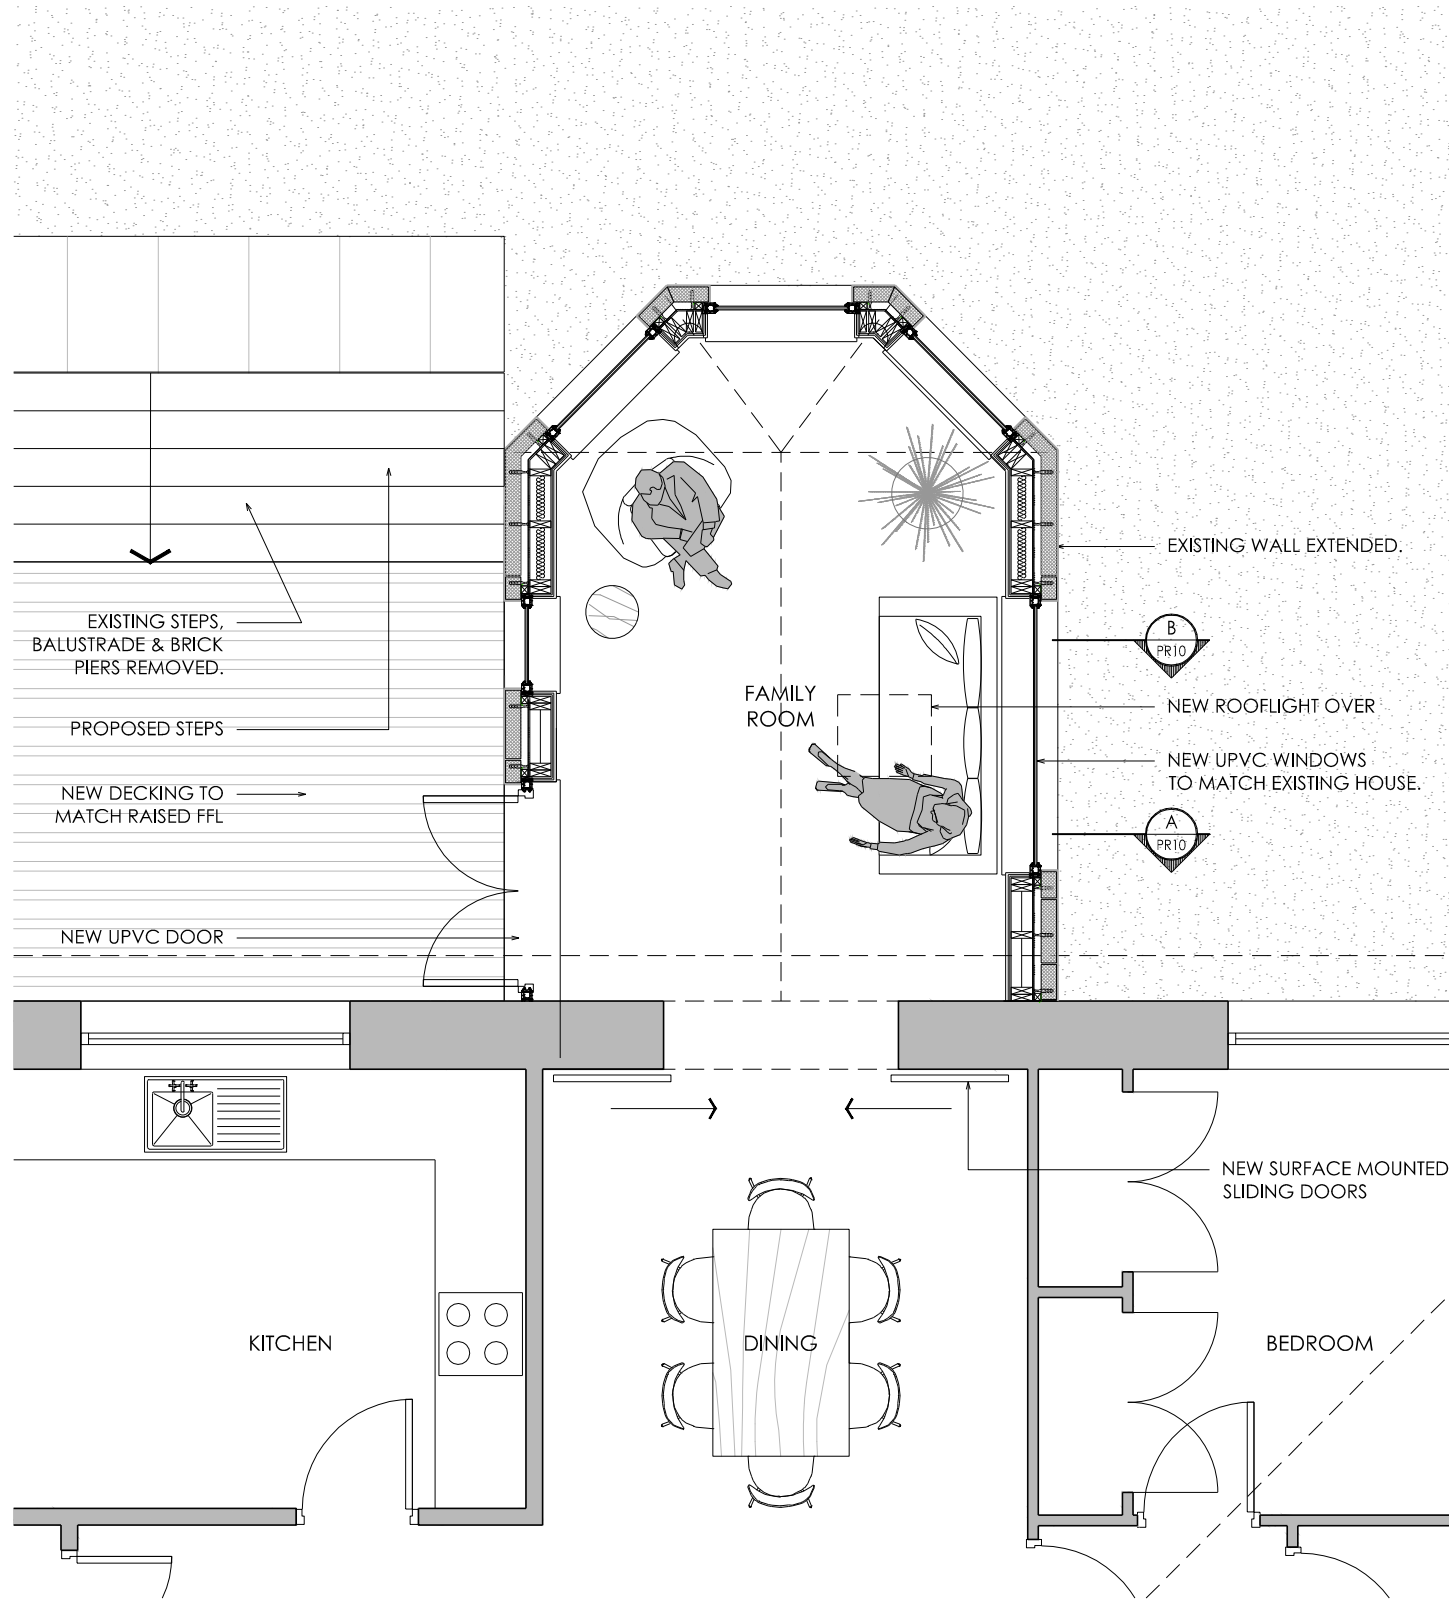 EXISTING WALL EXTENDED.
EXISTING STEPS,
BALUSTRADE & BRICK
PIERS REMOVED.
B
PR10
FAMILY
ROOM
NEW ROOFLIGHT OVER
PROPOSED STEPS
NEW UPVC WINDOWS
TO MATCH EXISTING HOUSE.
NEW DECKING TO
MATCH RAISED FFL
A
PR10
NEW UPVC DOOR
NEW SURFACE MOUNTED
SLIDING DOORS
KITCHEN
DINING
BEDROOM